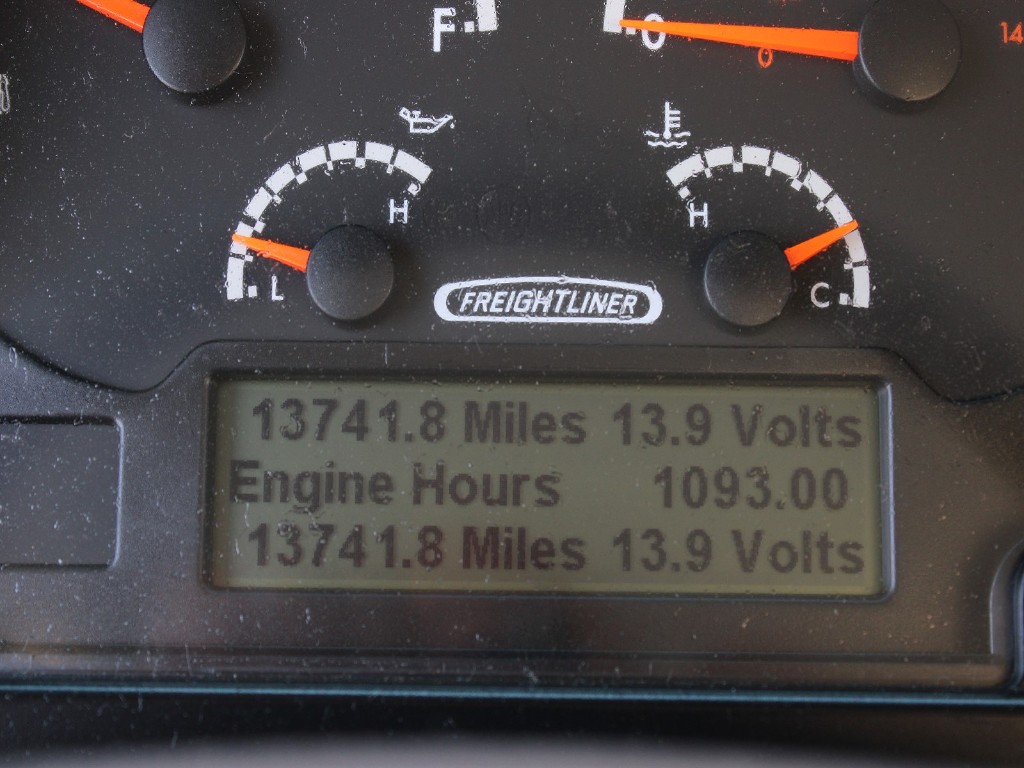 F
0
0
14
H
H
L
C
FREIGHTLINER
13741.8 Miles 13.9 Volts
Engine Hours 1093.00
13741.8 Miles 13.9 Volts